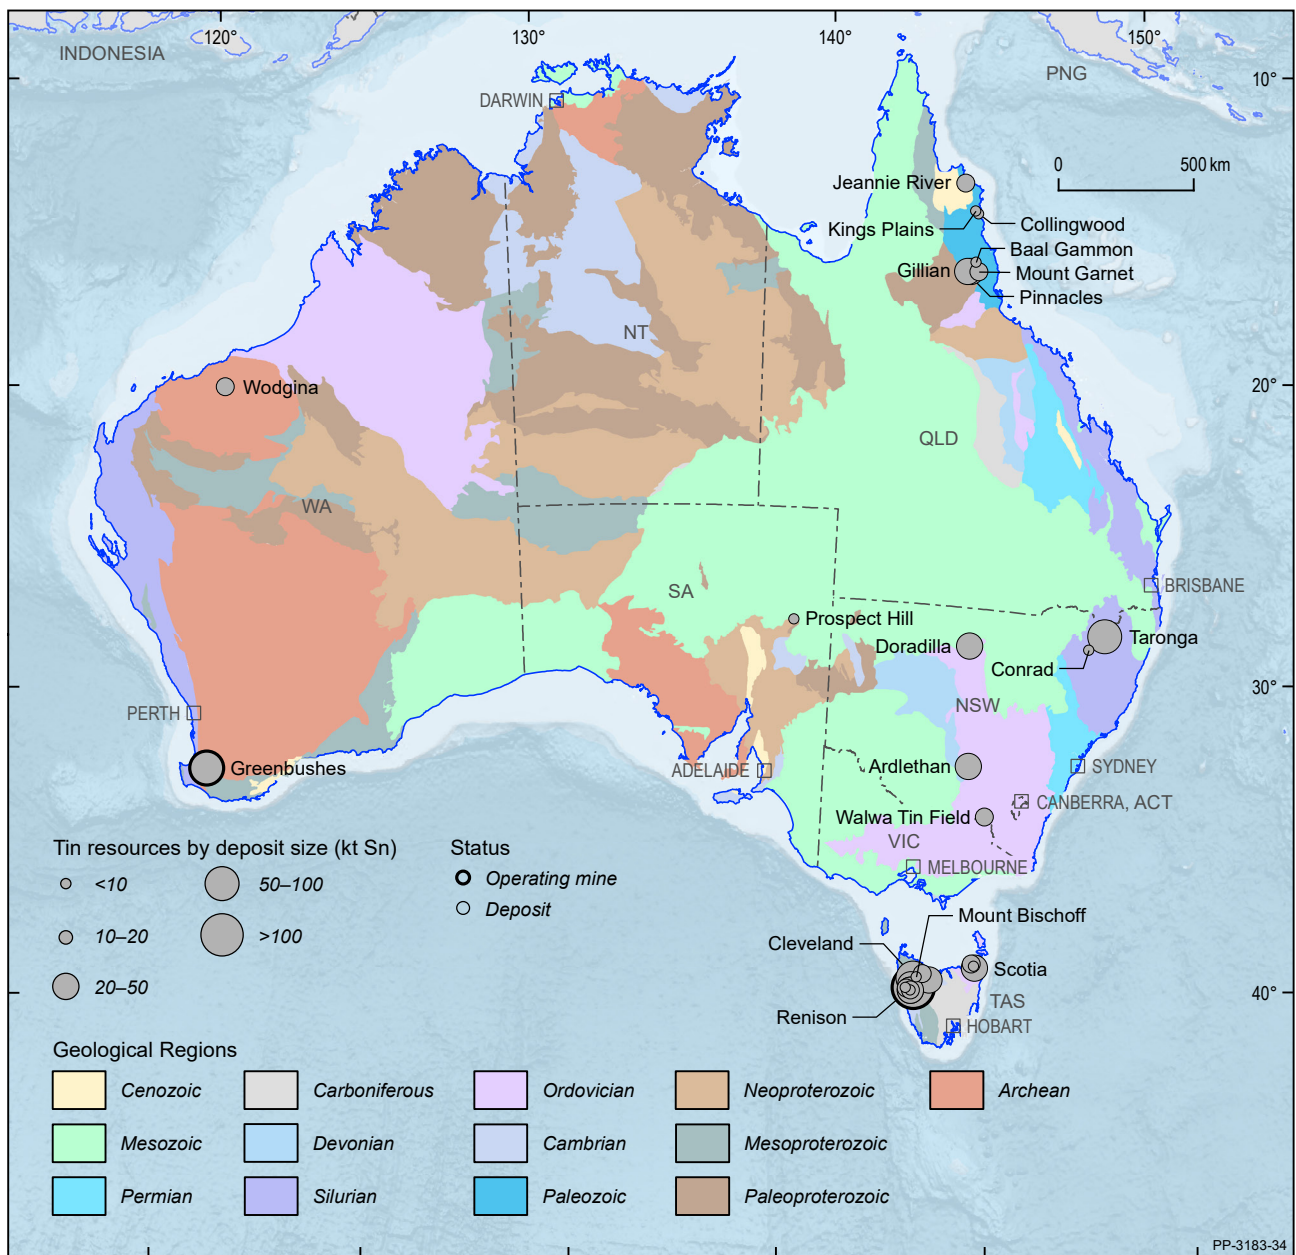 120°
130°
140°
150°
INDONESIA
PNG
10°
DARWIN
0
500 km
Jeannie River
Kings Plains
Collingwood
Baal Gammon
Gillian
Mount Garnet
Pinnacles
NT
Wodgina
20°
QLD
WA
SA
BRISBANE
Prospect Hill
Taronga
Doradilla
Conrad
30°
NSW
PERTH
Greenbushes
ADELAIDE
Ardlethan
SYDNEY
CANBERRA, ACT
Walwa Tin Field
VIC
MELBOURNE
Tin resources by deposit size (kt Sn)
Status
<10
50–100
Operating mine
10–20
>100
Deposit
20–50
Mount Bischoff
Cleveland
Scotia
40°
TAS
Renison
HOBART
Geological Regions
Cenozoic
Carboniferous
Ordovician
Neoproterozoic
Archean
Mesozoic
Devonian
Cambrian
Mesoproterozoic
Permian
Silurian
Paleozoic
Paleoproterozoic
PP-3183-34